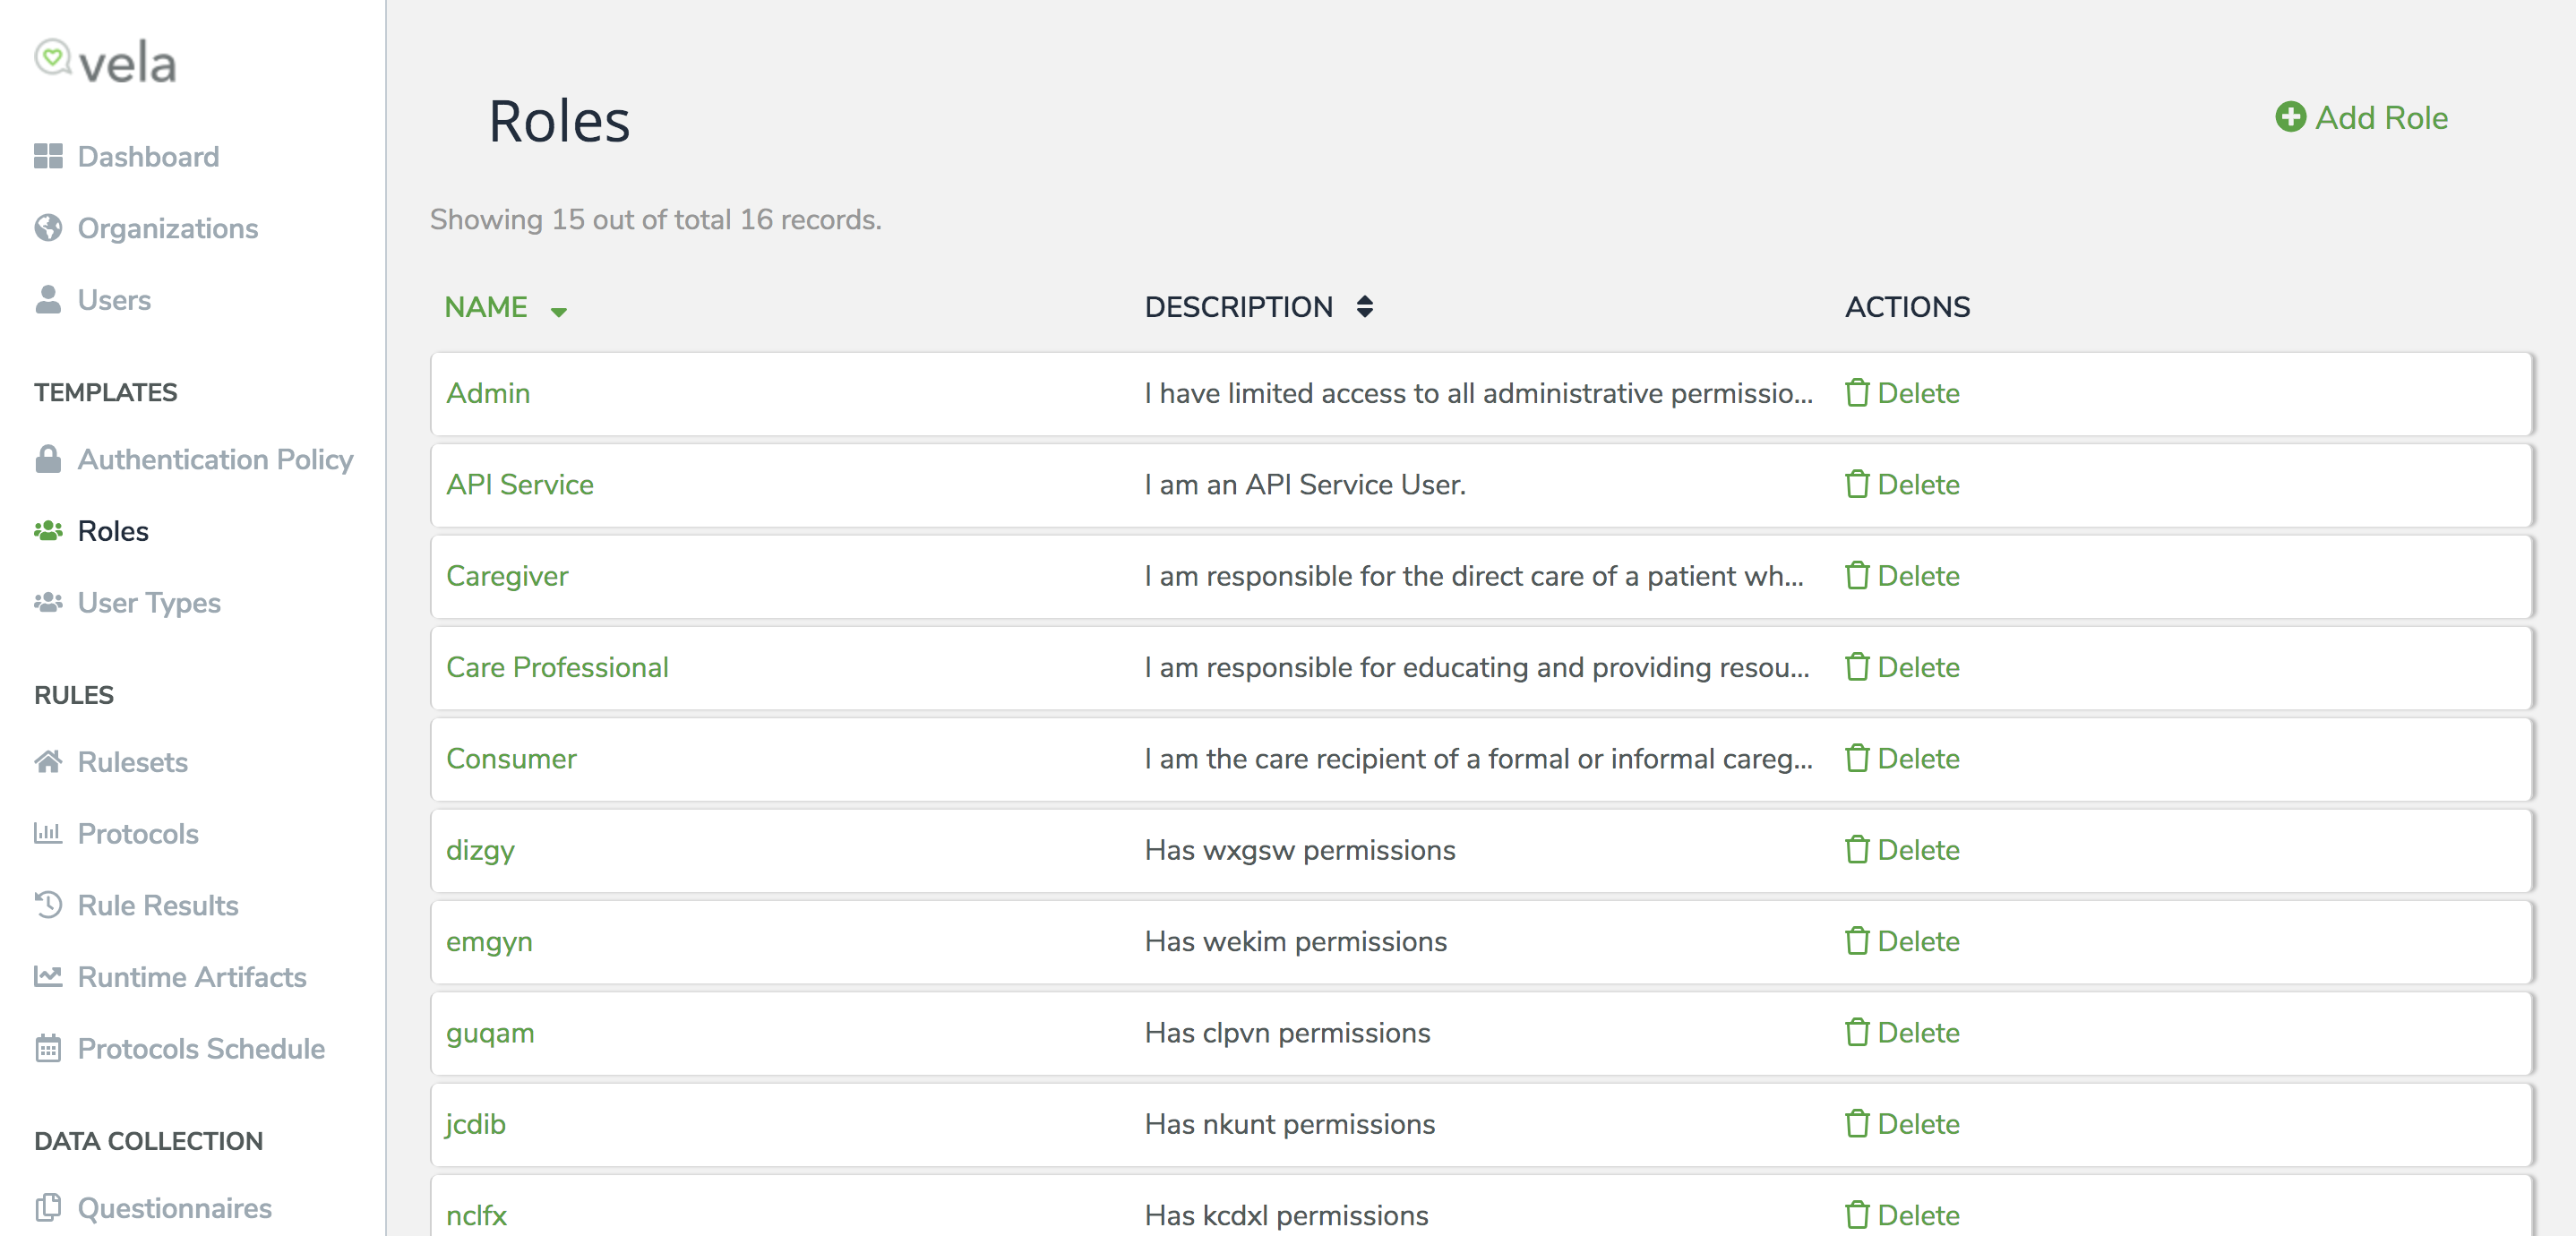 vela
Dashboard
Organizations
Users
TEMPLATES
Authentication Policy
Roles
User Types
RULES
Rulesets
Protocols
Rule Results
Runtime Artifacts
Protocols Schedule
DATA COLLECTION
Questionnaires
Roles
Add Role
Showing 15 out of total 16 records.
NAME DESCRIPTION ACTIONS
Admin I have limited access to all administrative permissio... Delete
API Service I am an API Service User. Delete
Caregiver I am responsible for the direct care of a patient wh... Delete
Care Professional I am responsible for educating and providing resou... Delete
Consumer I am the care recipient of a formal or informal careg... Delete
dizgy Has wxgsw permissions Delete
emgyn Has wekim permissions Delete
guqam Has clpvn permissions Delete
jcdib Has nkunt permissions Delete
nclfx Has kcdxl permissions Delete